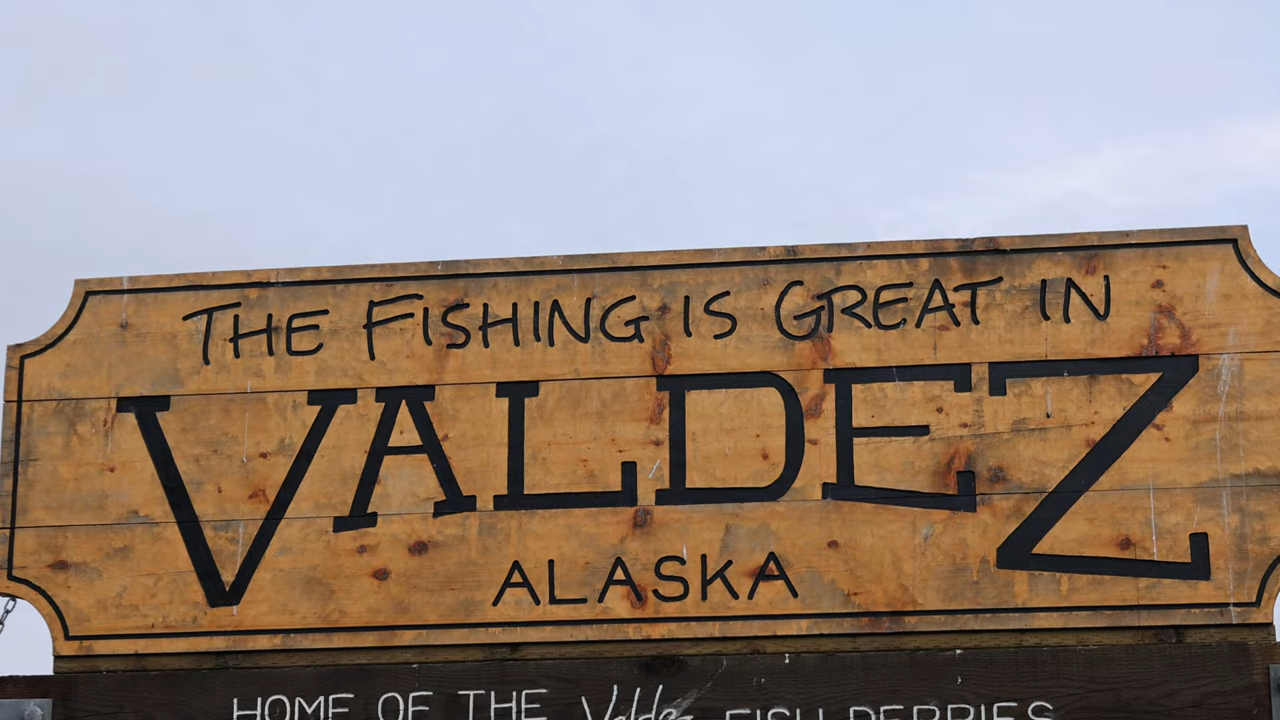 THE FISHING IS GREAT IN
VALDEZ
ALASKA
HOME OF THE Valdez FISH DERBIES